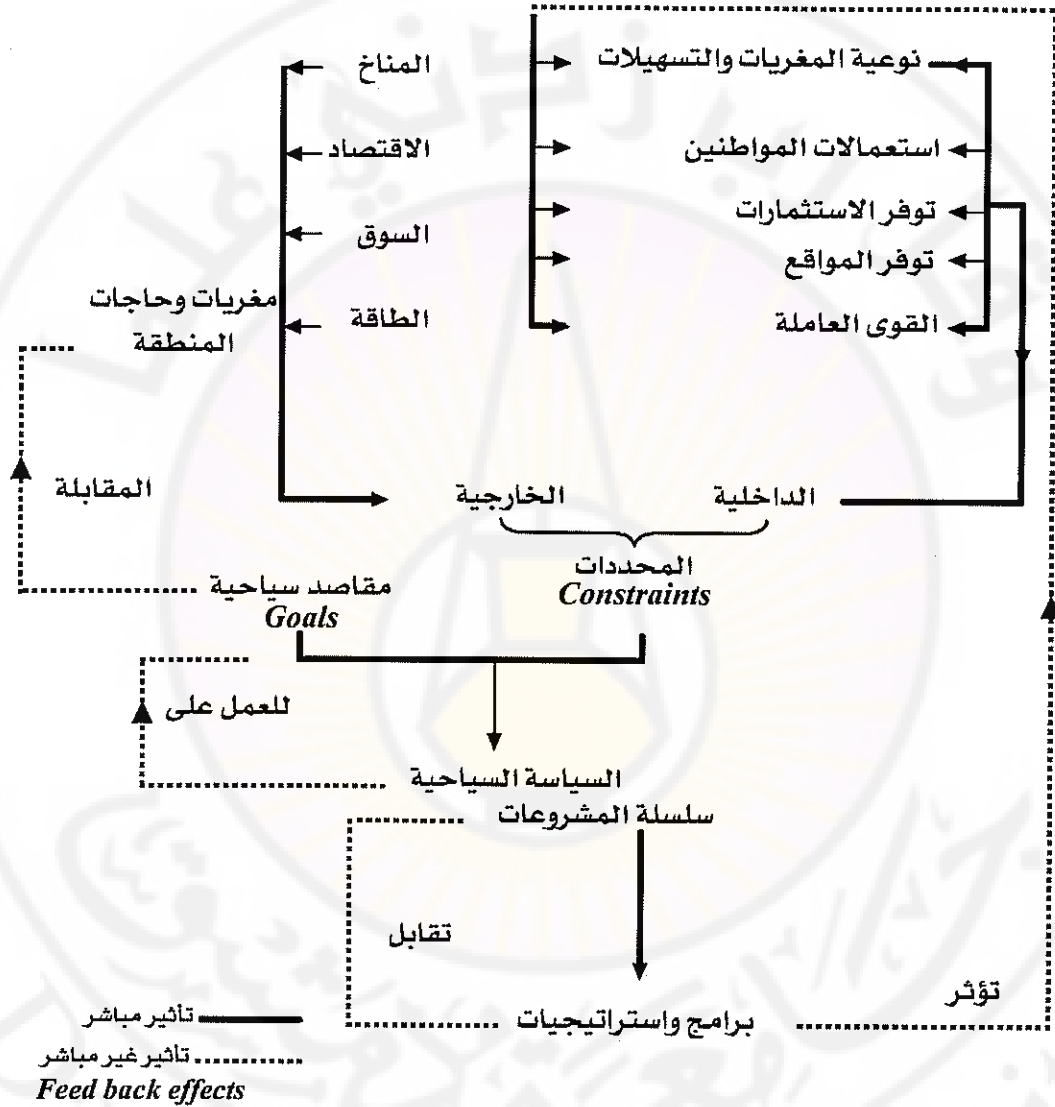 نوعية المغريات والتسهيلات
استعمالات المواطنين
توفر الاستثمارات
توفر المواقع
القوى العاملة
المناخ
الاقتصاد
السوق
الطاقة
مغريات وحاجات
المنطقة
المقابلة
الداخلية
الخارجية
المحددات
Constraints
مقاصد سياحية
Goals
للعمل على
السياسة السياحية
سلسلة المشروعات
تقابل
برامج واستراتيجيات
تؤثر
تأثير مباشر
تأثير غير مباشر
Feed back effects